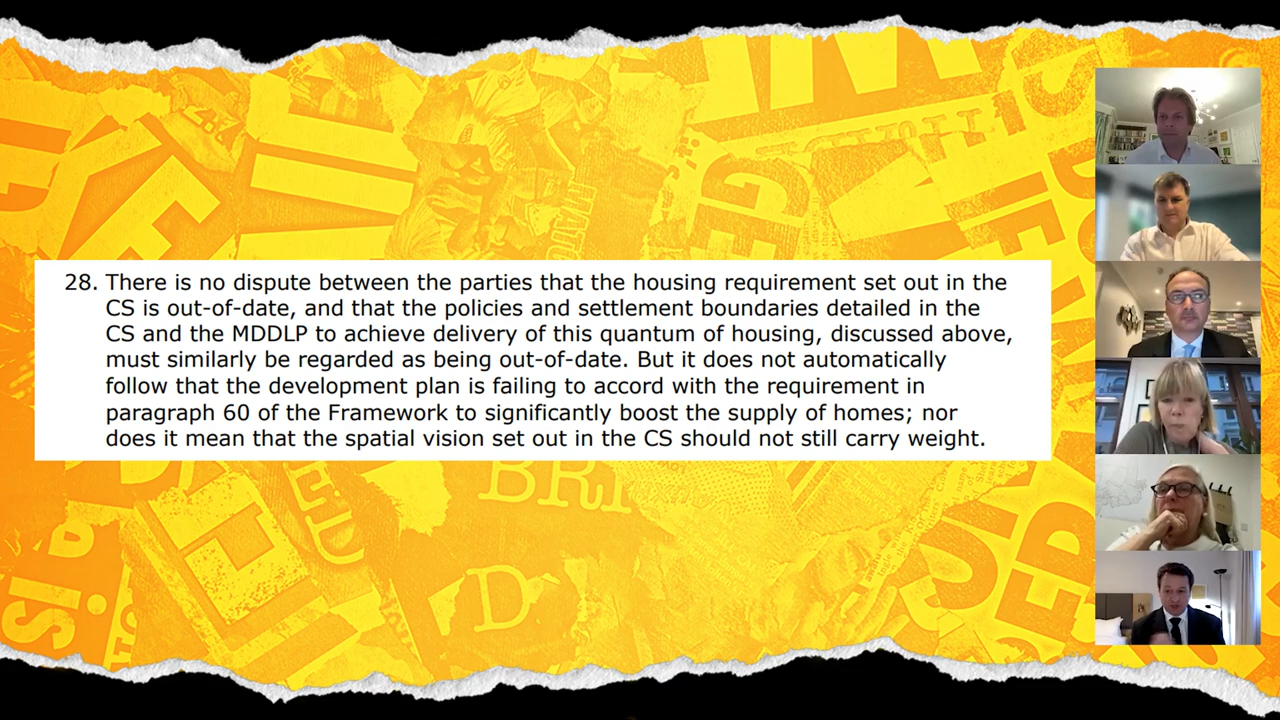 28. There is no dispute between the parties that the housing requirement set out in the
CS is out-of-date, and that the policies and settlement boundaries detailed in the
CS and the MDDLP to achieve delivery of this quantum of housing, discussed above,
must similarly be regarded as being out-of-date. But it does not automatically
follow that the development plan is failing to accord with the requirement in
paragraph 60 of the Framework to significantly boost the supply of homes; nor
does it mean that the spatial vision set out in the CS should not still carry weight.